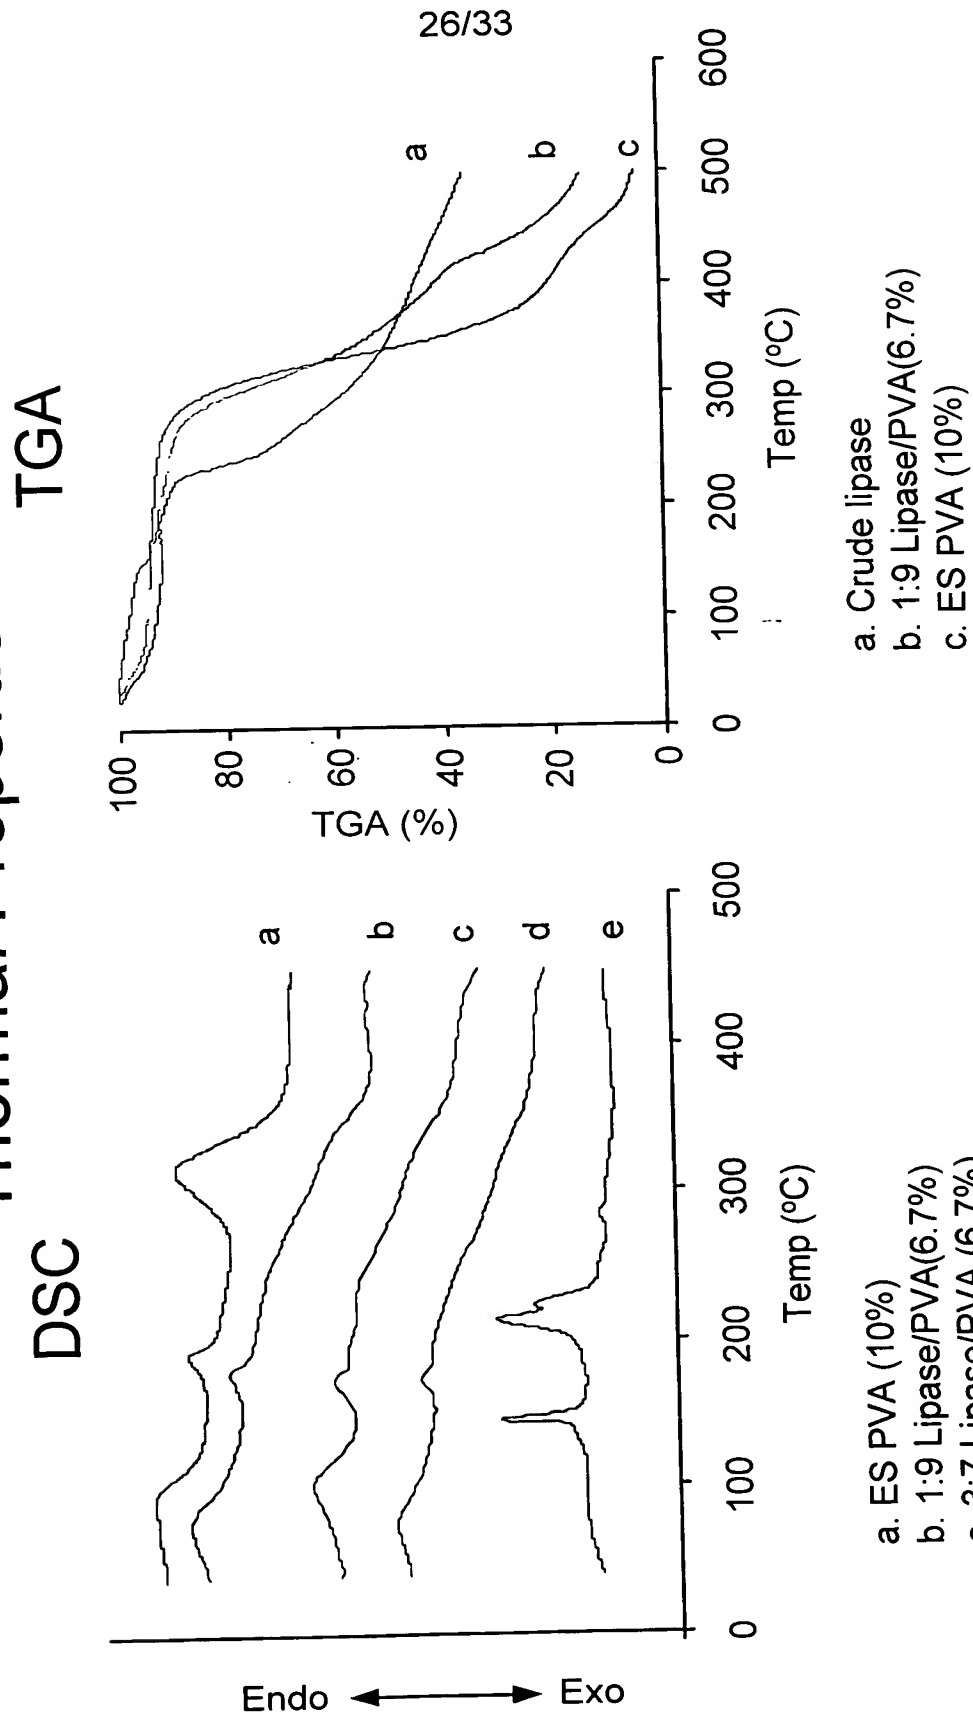 26/33
DSC
Endo
Exo
a
b
c
d
e
0
100
200
300
400
500
Temp (ºC)
a. ES PVA (10%)
b. 1:9 Lipase/PVA(6.7%)
TGA
TGA (%)
100
80
60
40
20
0
a
b
c
0
100
200
300
400
500
600
Temp (ºC)
a. Crude lipase
b. 1:9 Lipase/PVA(6.7%)
c. ES PVA (10%)